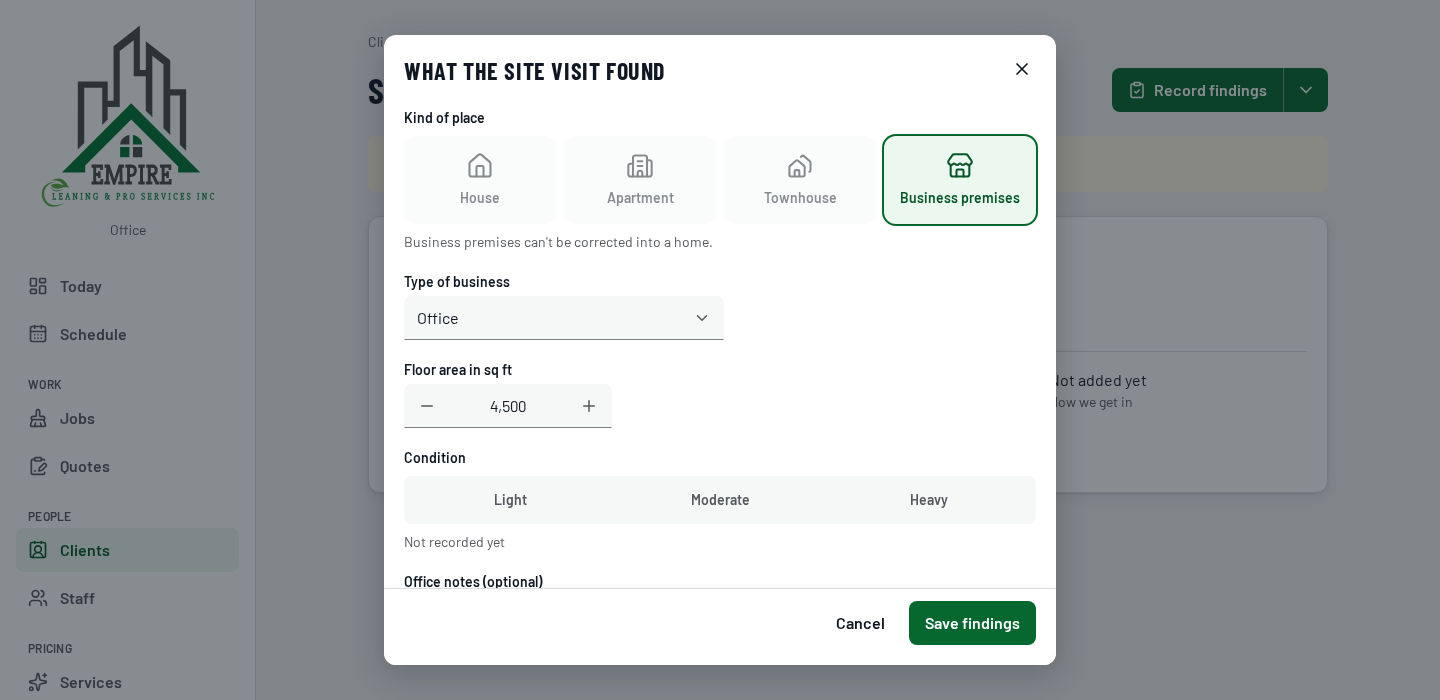 EMPIRE
LEANING & PRO SERVICES INC
Office
Today
Schedule
WORK
Jobs
Quotes
PEOPLE
Clients
Staff
PRICING
Services
Cli
S
Record findings
Not added yet
How we get in
WHAT THE SITE VISIT FOUND
Kind of place
House
Apartment
Townhouse
Business premises
Business premises can't be corrected into a home.
Type of business
Office
Floor area in sq ft
4,500
Condition
Light
Moderate
Heavy
Not recorded yet
Office notes (optional)
Cancel
Save findings